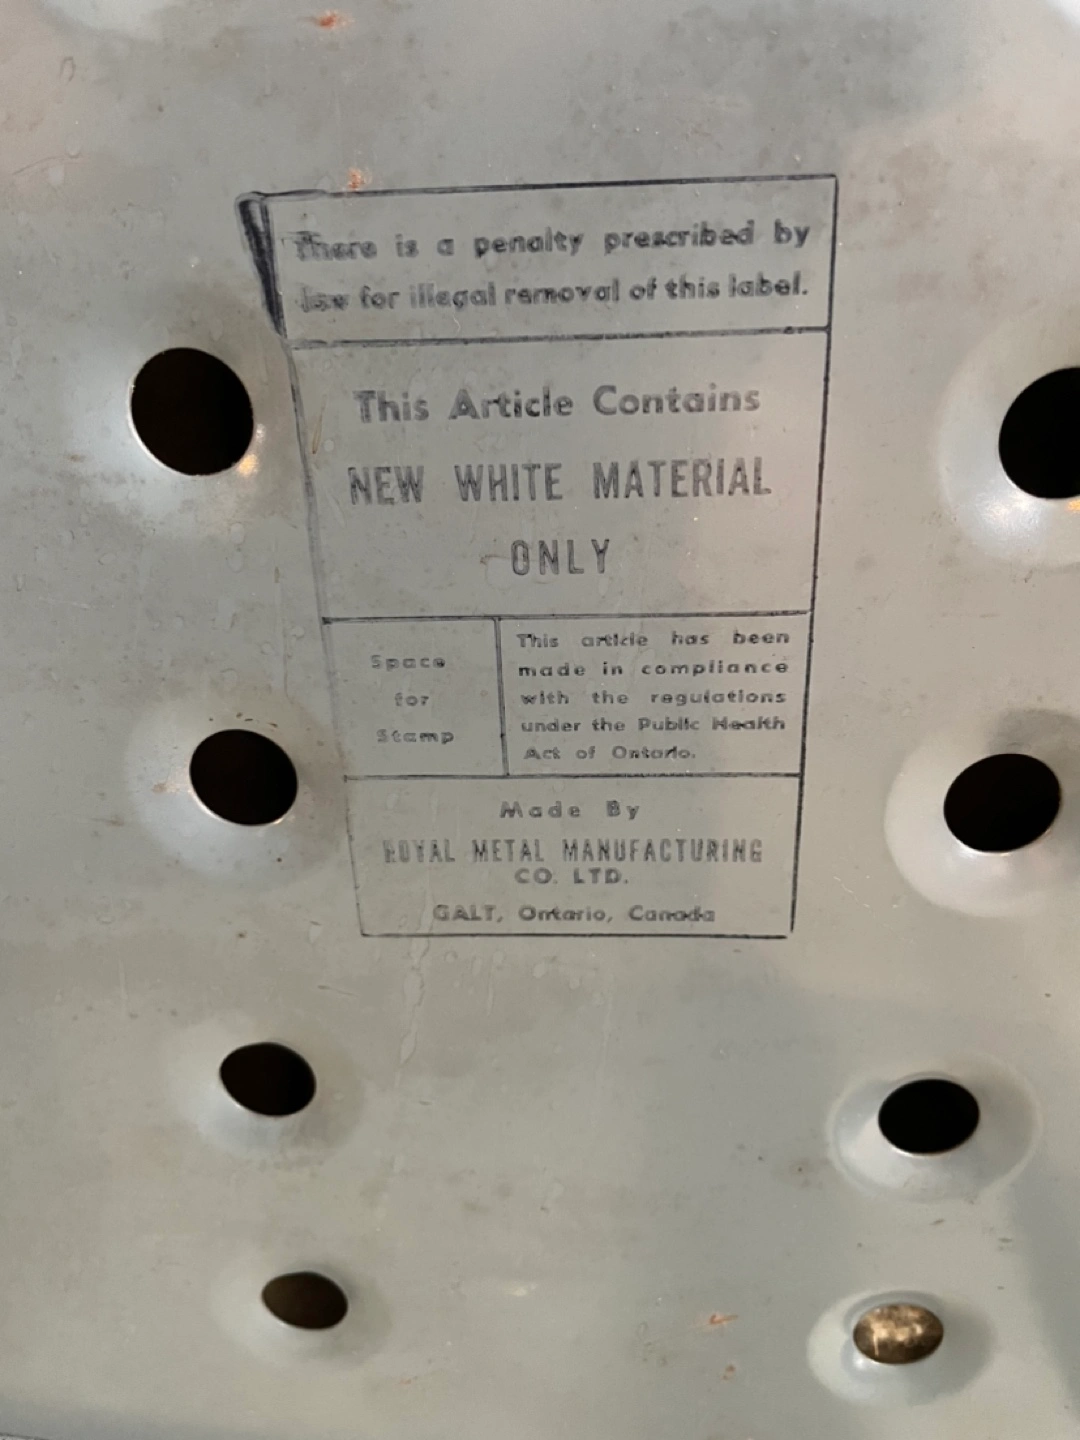 There is a penalty prescribed by
law for illegal removal of this label.
This Article Contains
NEW WHITE MATERIAL
ONLY
Space
for
Stamp
This article has been
made in compliance
with the regulations
under the Public Health
Act of Ontario.
Made By
ROYAL METAL MANUFACTURING
CO. LTD.
GALT, Ontario, Canada